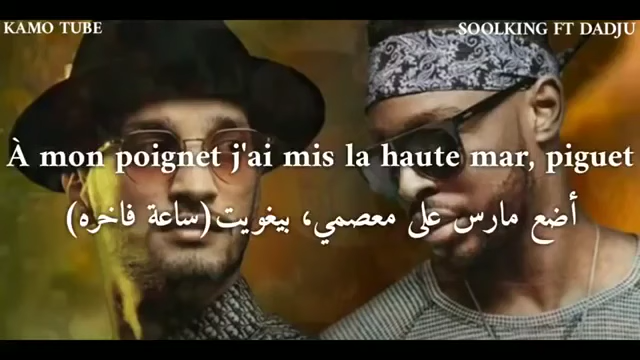 KAMO TUBE
SOOLKING FT DADJU
À mon poignet j'ai mis la haute mar, piguet
أضع مارس على معصمي، بيغويت(ساعة فاخره)